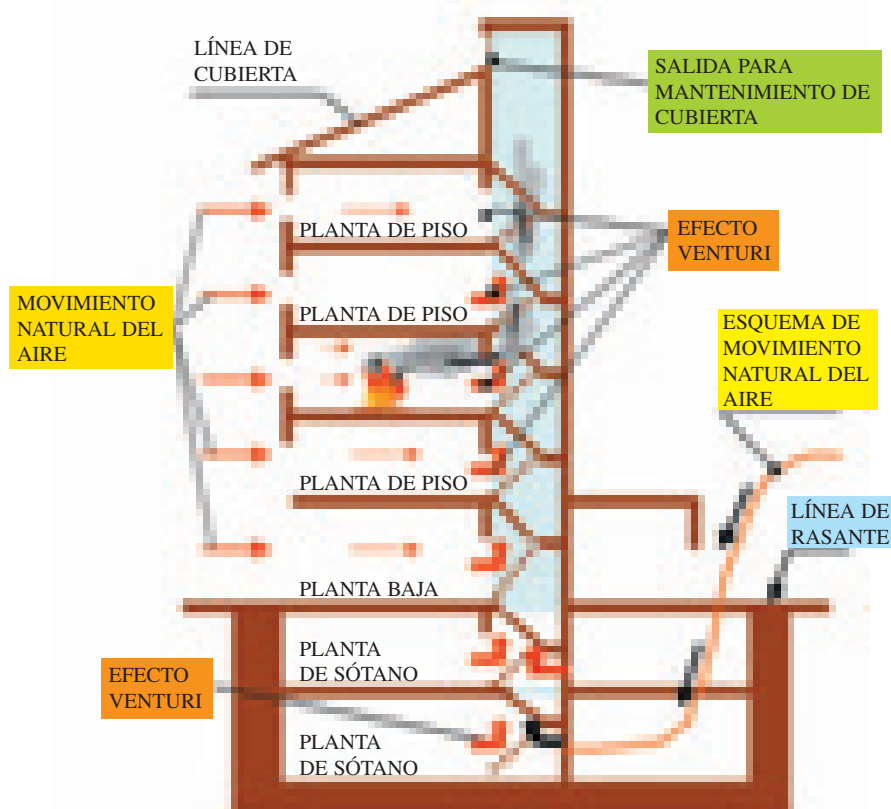 LÍNEA DE
CUBIERTA
SALIDA PARA
MANTENIMIENTO DE
CUBIERTA
PLANTA DE PISO
EFECTO
VENTURI
MOVIMIENTO
NATURAL DEL
AIRE
PLANTA DE PISO
ESQUEMA DE
MOVIMIENTO
NATURAL DEL
AIRE
PLANTA DE PISO
LÍNEA DE
RASANTE
PLANTA BAJA
PLANTA
DE SÓTANO
EFECTO
VENTURI
PLANTA
DE SÓTANO